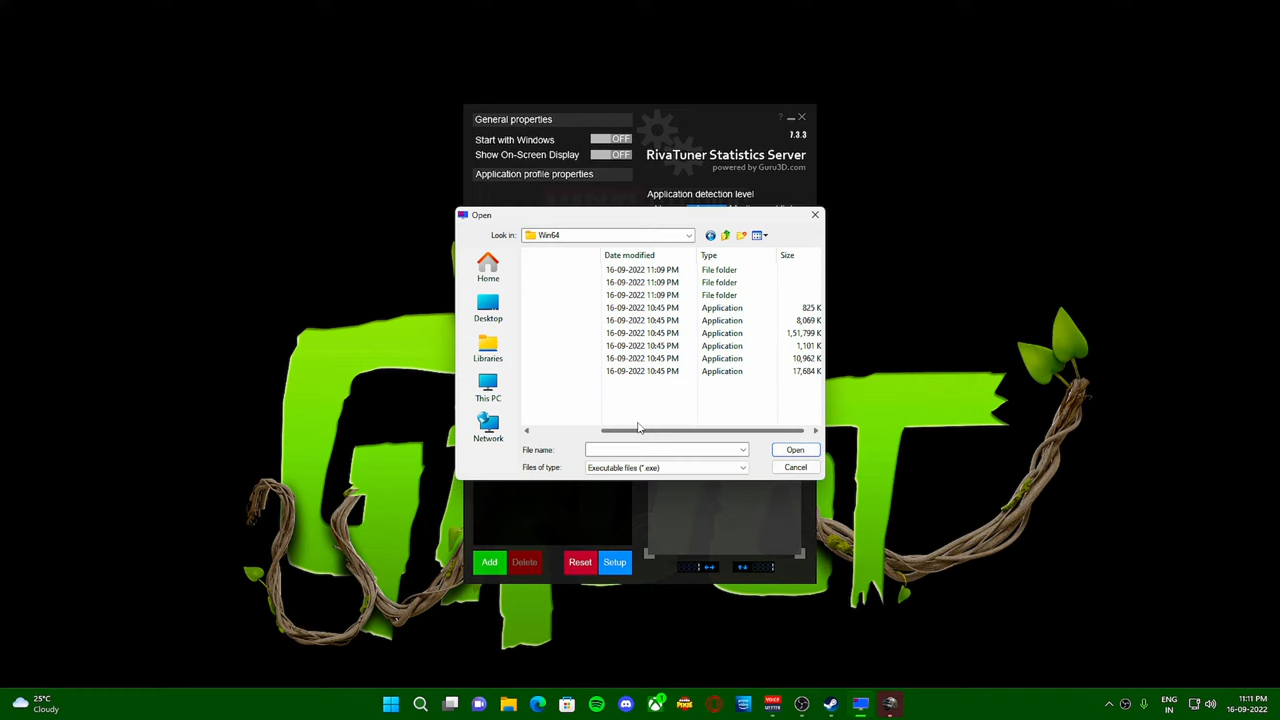 General properties
Start with Windows OFF
Show On-Screen Display OFF
Application profile properties
7.3.3
RivaTuner Statistics Server
powered by Guru3D.com
Application detection level
Open
Look in: Win64
Date modified Type Size
16-09-2022 11:09 PM File folder
16-09-2022 11:09 PM File folder
16-09-2022 11:09 PM File folder
16-09-2022 10:45 PM Application 825 K
16-09-2022 10:45 PM Application 8,069 K
16-09-2022 10:45 PM Application 1,51,799 K
16-09-2022 10:45 PM Application 1,101 K
16-09-2022 10:45 PM Application 10,962 K
16-09-2022 10:45 PM Application 17,684 K
Home
Desktop
Libraries
This PC
Network
File name: Open
Files of type: Executable files (*.exe) Cancel
Add Delete Reset Setup
25°C
Cloudy
ENG
IN
11:11 PM
16-09-2022